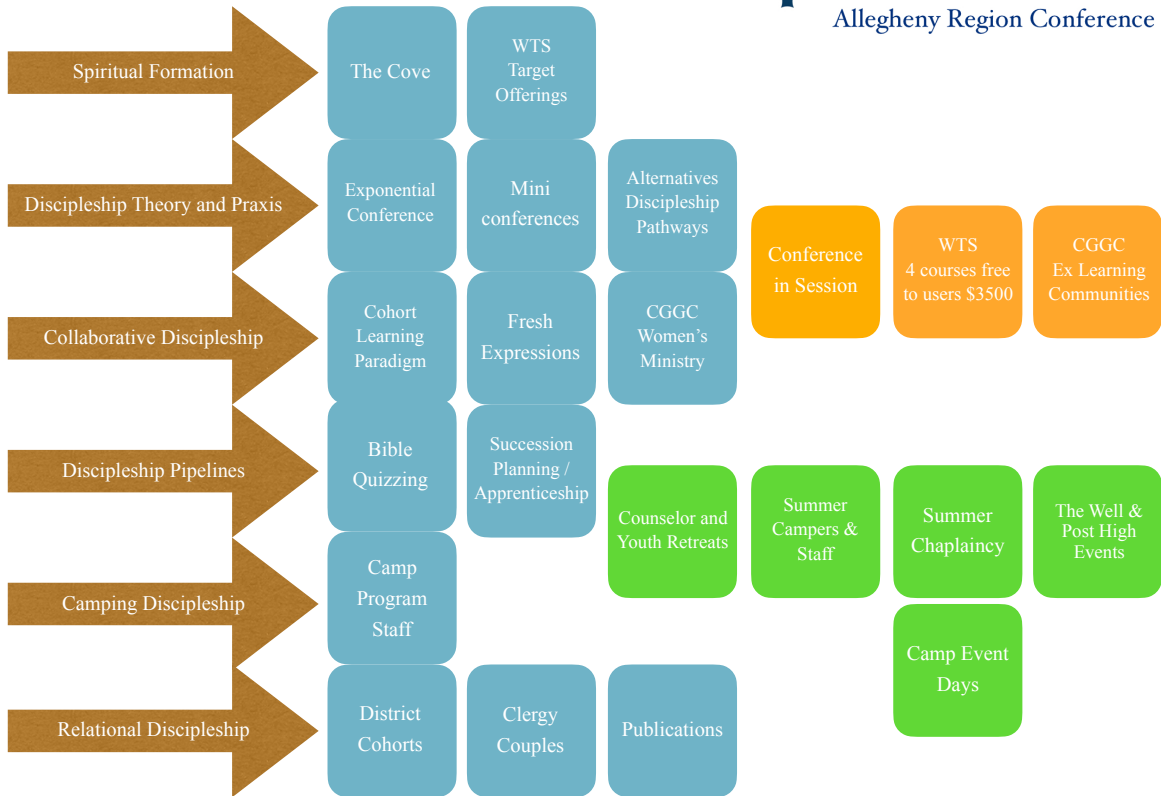 Allegheny Region Conference
Spiritual Formation
The Cove
WTS
Target
Offerings
Discipleship Theory and Praxis
Exponential
Conference
Mini
conferences
Alternatives
Discipleship
Pathways
Conference
in Session
WTS
4 courses free
to users $3500
CGGC
Ex Learning
Communities
Collaborative Discipleship
Cohort
Learning
Paradigm
Fresh
Expressions
CGGC
Women's
Ministry
Discipleship Pipelines
Bible
Quizzing
Succession
Planning /
Apprenticeship
Counselor and
Youth Retreats
Summer
Campers &
Staff
Summer
Chaplaincy
The Well &
Post High
Events
Camping Discipleship
Camp
Program
Staff
Camp Event
Days
Relational Discipleship
District
Cohorts
Clergy
Couples
Publications